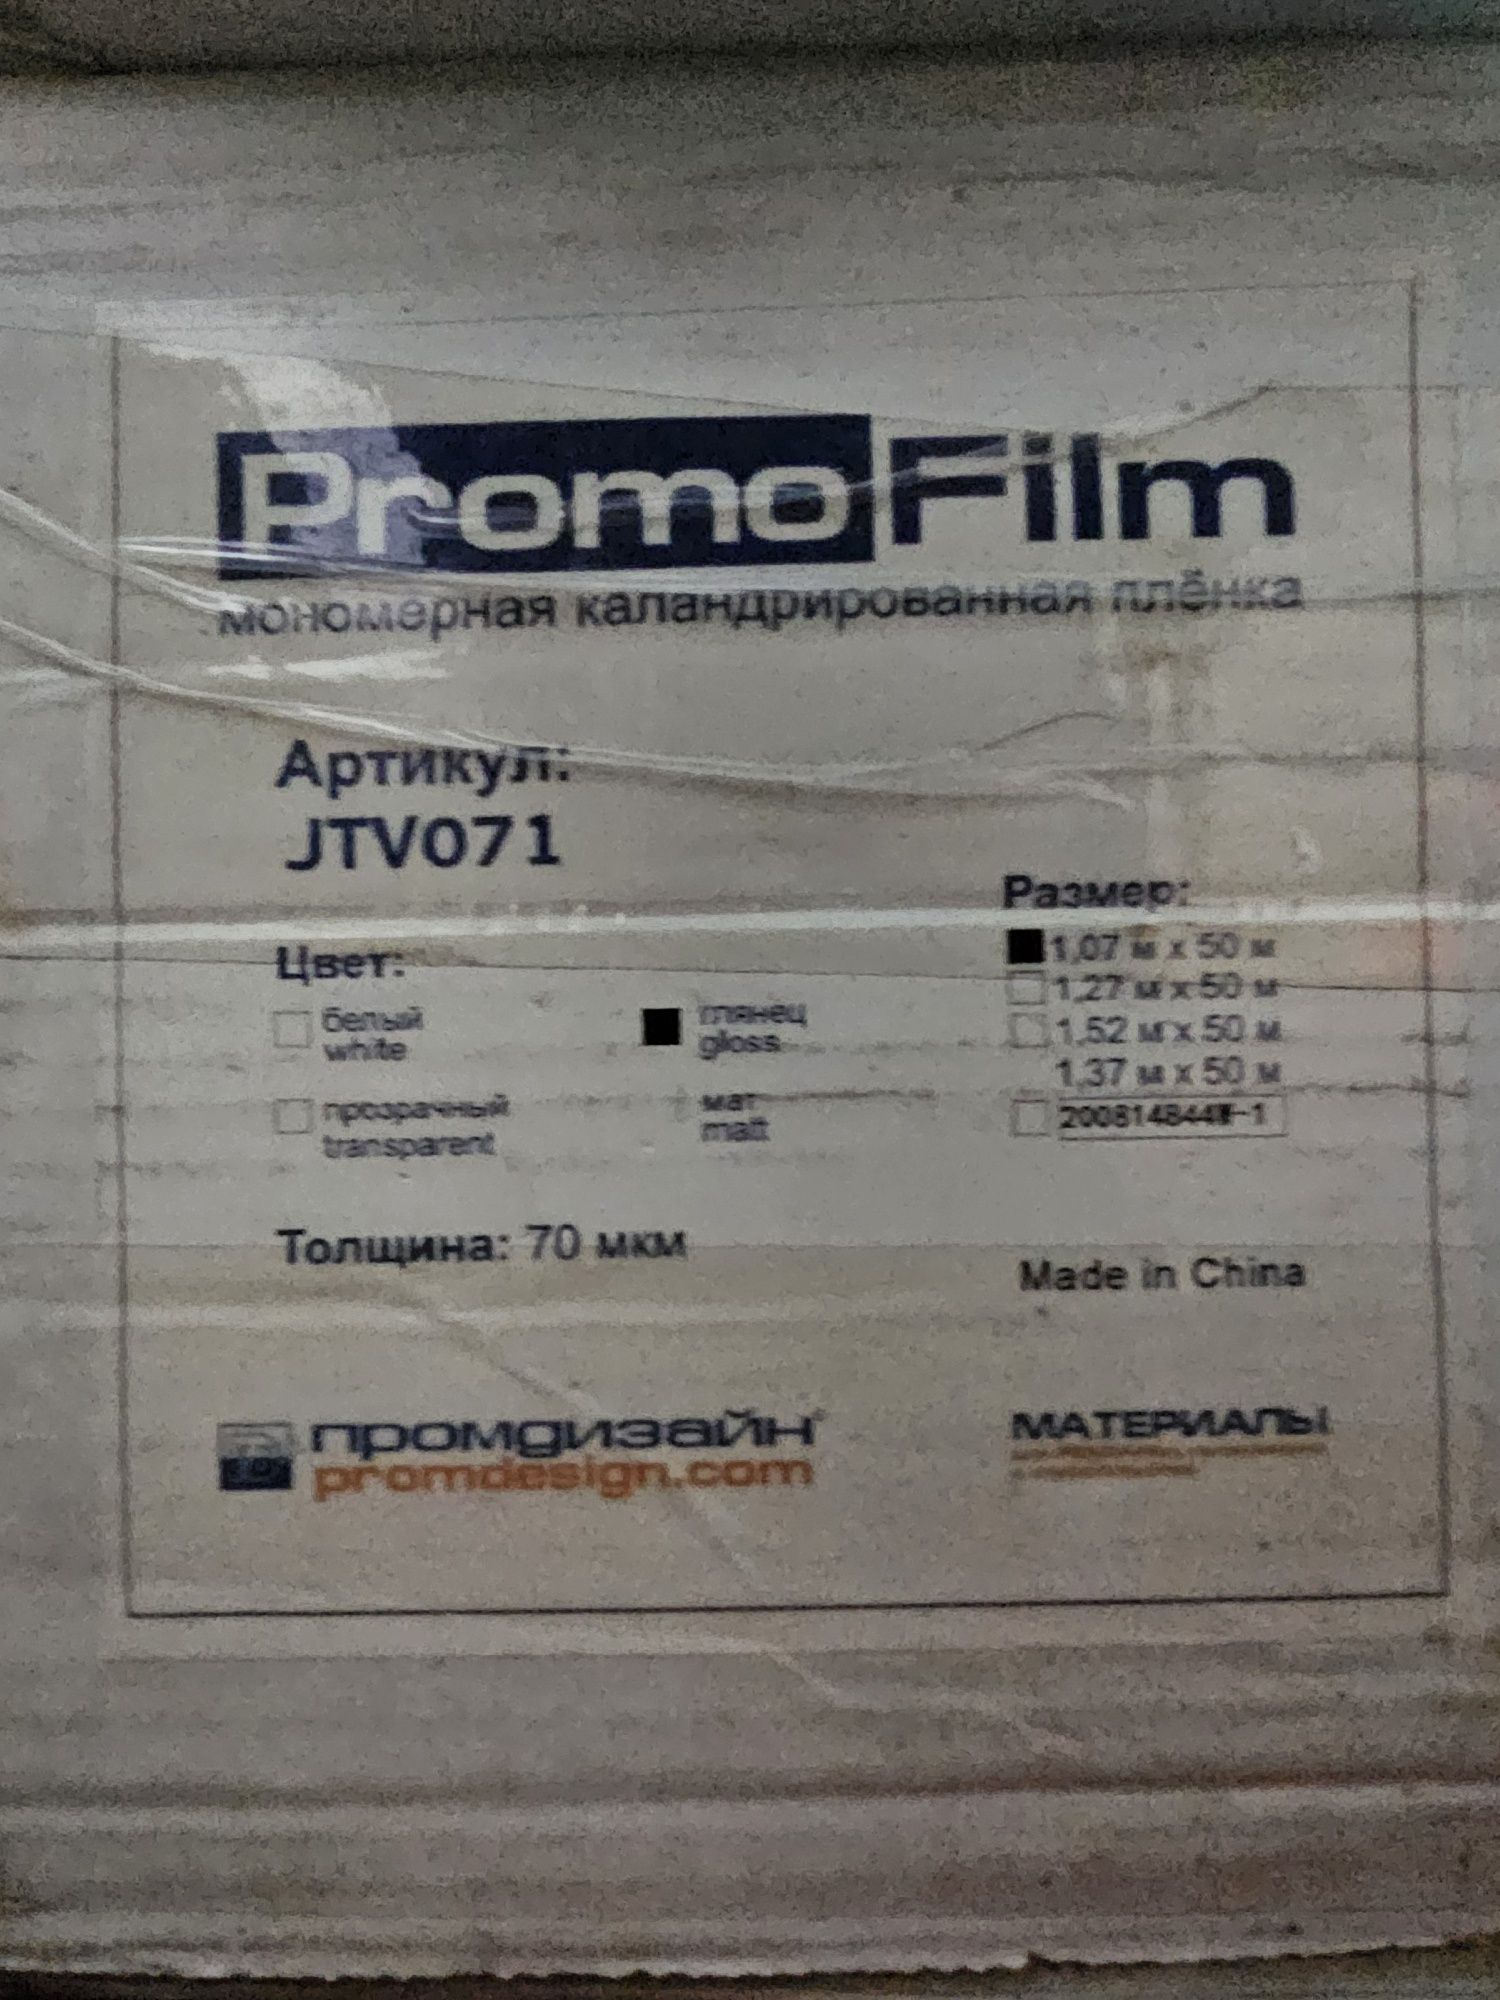 PromoFilm
мономерная каландрированная плёнка
Артикул:
JTV071
Размер:
1,07 м x 50 м
1,27 м x 50 м
1,52 м x 50 м
1,37 м x 50 м
200814844W-1
Цвет:
белый
white
глянец
gloss
прозрачный
transparent
мат
matt
Толщина: 70 мкм
Made in China
промдизайн
promdesign.com
МАТЕРИАЛЫ